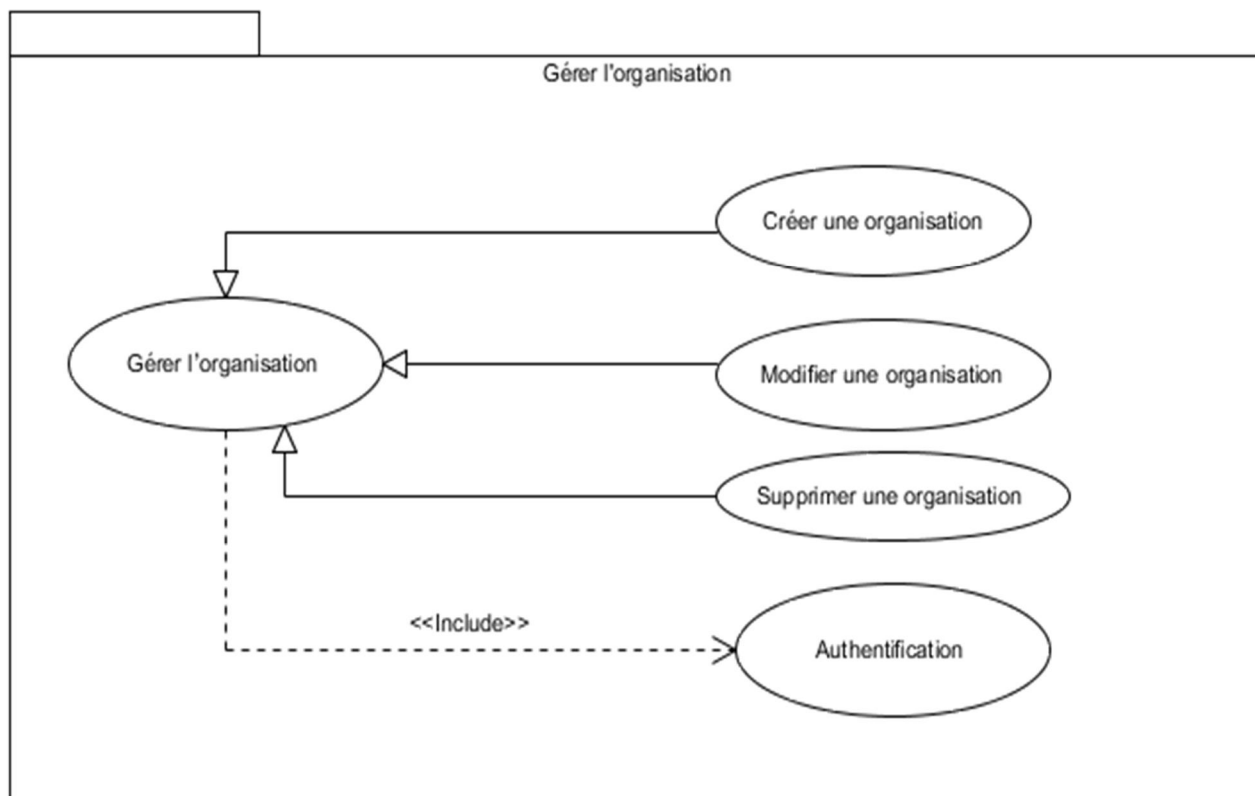 Gérer l'organisation
Créer une organisation
Gérer l'organisation
Modifier une organisation
Supprimer une organisation
<<Include>>
Authentification